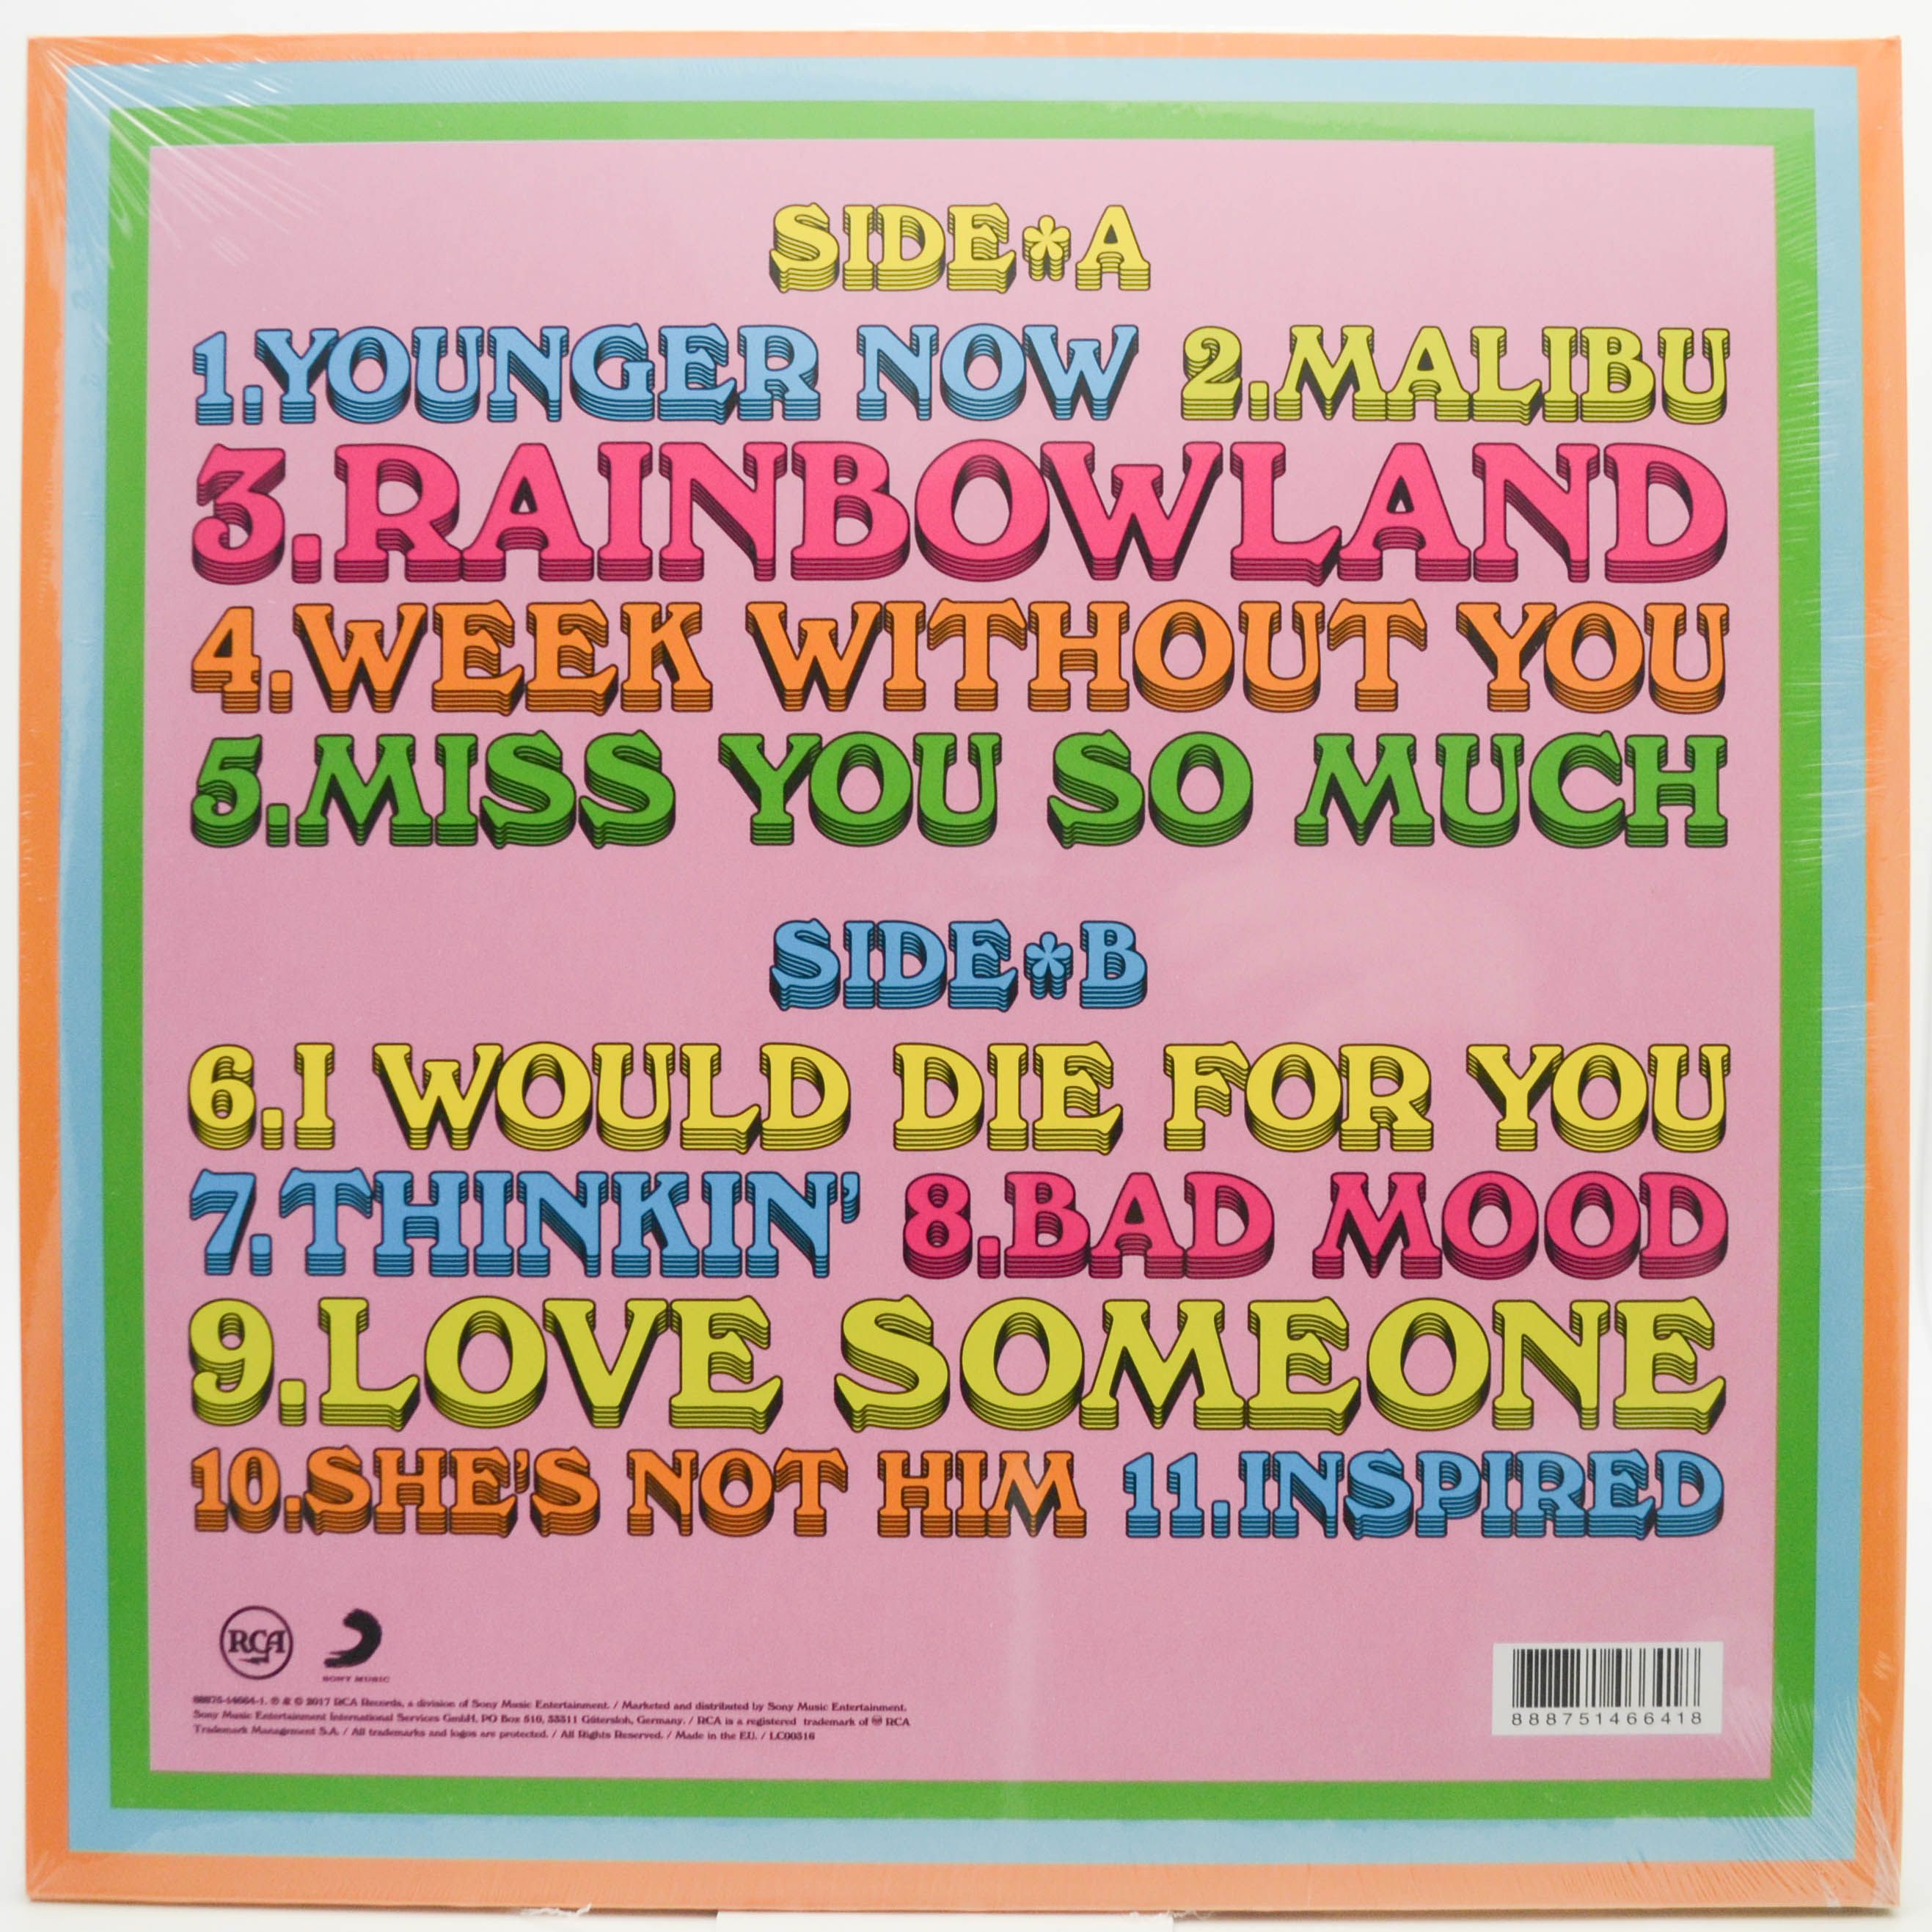 SIDE*A
1.YOUNGER NOW 2.MALIBU
3.RAINBOWLAND
4.WEEK WITHOUT YOU
5.MISS YOU SO MUCH
SIDE*B
6.I WOULD DIE FOR YOU
7.THINKIN' 8.BAD MOOD
9.LOVE SOMEONE
10.SHE'S NOT HIM 11.INSPIRED
RCA
SONY MUSIC
88875-14664-1. ℗ & © 2017 RCA Records, a division of Sony Music Entertainment. / Marketed and distributed by Sony Music Entertainment.
Sony Music Entertainment International Services GmbH, PO Box 510, 33311 Gütersloh, Germany. / RCA is a registered trademark of ® RCA
Trademark Management S.A. / All trademarks and logos are protected. / All Rights Reserved. / Made in the EU. / LC00316
888751466418